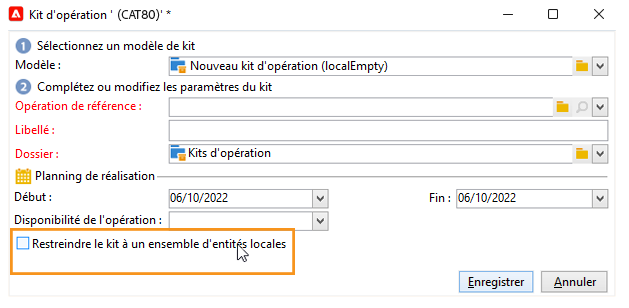 Kit d'opération ' (CAT80)' *
1 Sélectionnez un modèle de kit
Modèle : Nouveau kit d'opération (localEmpty)
2 Complétez ou modifiez les paramètres du kit
Opération de référence :
Libellé :
Dossier : Kits d'opération
Planning de réalisation
Début : 06/10/2022 Fin : 06/10/2022
Disponibilité de l'opération :
Restreindre le kit à un ensemble d'entités locales
Enregistrer Annuler